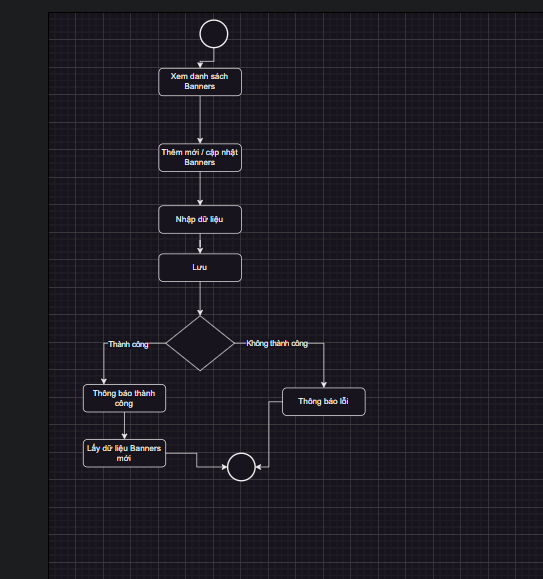 Xem danh sách
Banners
Thêm mới / cập nhật
Banners
Nhập dữ liệu
Lưu
Thành công
Không thành công
Thông báo thành
công
Thông báo lỗi
Lấy dữ liệu Banners
mới